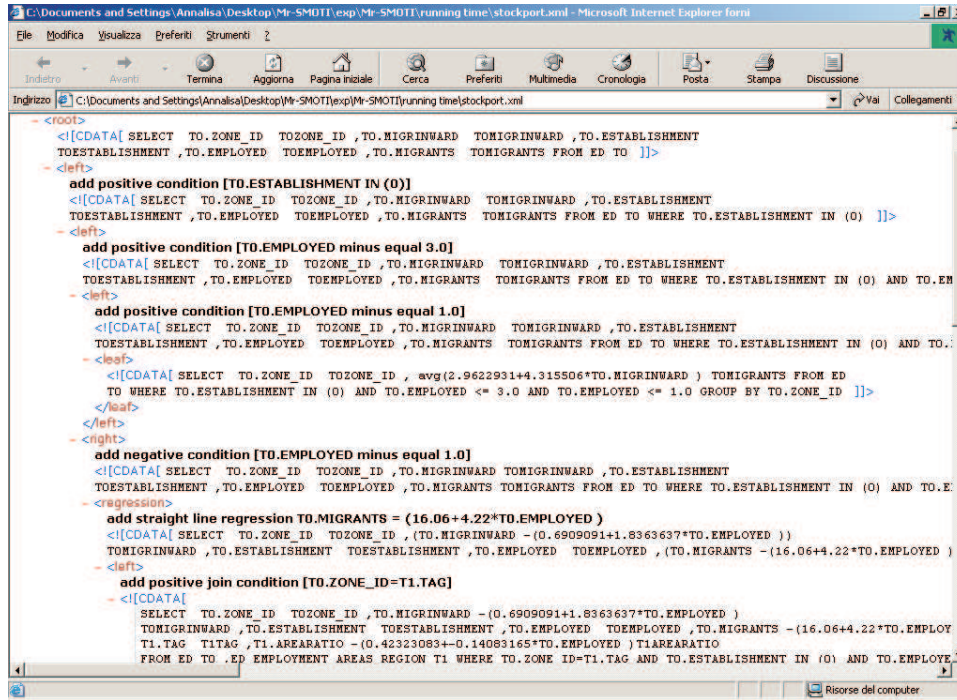 C:\Documents and Settings\Annalisa\Desktop\Mr-SMOTI\exp\Mr-SMOTI\running time\stockport.xml - Microsoft Internet Explorer forni
File Modifica Visualizza Preferiti Strumenti ?
Indietro Avanti Termina Aggiorna Pagina iniziale Cerca Preferiti Multimedia Cronologia Posta Stampa Discussione
Indirizzo C:\Documents and Settings\Annalisa\Desktop\Mr-SMOTI\exp\Mr-SMOTI\running time\stockport.xml Vai Collegamenti
- <root>
<![CDATA[ SELECT T0.ZONE_ID T0ZONE_ID ,T0.MIGRINWARD T0MIGRINWARD ,T0.ESTABLISHMENT
T0ESTABLISHMENT ,T0.EMPLOYED T0EMPLOYED ,T0.MIGRANTS T0MIGRANTS FROM ED T0 ]]>
- <left>
add positive condition [T0.ESTABLISHMENT IN (0)]
<![CDATA[ SELECT T0.ZONE_ID T0ZONE_ID ,T0.MIGRINWARD T0MIGRINWARD ,T0.ESTABLISHMENT
T0ESTABLISHMENT ,T0.EMPLOYED T0EMPLOYED ,T0.MIGRANTS T0MIGRANTS FROM ED T0 WHERE T0.ESTABLISHMENT IN (0) ]]>
- <left>
add positive condition [T0.EMPLOYED minus equal 3.0]
<![CDATA[ SELECT T0.ZONE_ID T0ZONE_ID ,T0.MIGRINWARD T0MIGRINWARD ,T0.ESTABLISHMENT
T0ESTABLISHMENT ,T0.EMPLOYED T0EMPLOYED ,T0.MIGRANTS T0MIGRANTS FROM ED T0 WHERE T0.ESTABLISHMENT IN (0) AND T0.EM
- <left>
add positive condition [T0.EMPLOYED minus equal 1.0]
<![CDATA[ SELECT T0.ZONE_ID T0ZONE_ID ,T0.MIGRINWARD T0MIGRINWARD ,T0.ESTABLISHMENT
T0ESTABLISHMENT ,T0.EMPLOYED T0EMPLOYED ,T0.MIGRANTS T0MIGRANTS FROM ED T0 WHERE T0.ESTABLISHMENT IN (0) AND T0.
- <leaf>
<![CDATA[ SELECT T0.ZONE_ID T0ZONE_ID , avg(2.9622931+4.315506*T0.MIGRINWARD ) T0MIGRANTS FROM ED
T0 WHERE T0.ESTABLISHMENT IN (0) AND T0.EMPLOYED <= 3.0 AND T0.EMPLOYED <= 1.0 GROUP BY T0.ZONE_ID ]]>
</leaf>
</left>
- <right>
add negative condition [T0.EMPLOYED minus equal 1.0]
<![CDATA[ SELECT T0.ZONE_ID T0ZONE_ID ,T0.MIGRINWARD T0MIGRINWARD ,T0.ESTABLISHMENT
T0ESTABLISHMENT ,T0.EMPLOYED T0EMPLOYED ,T0.MIGRANTS T0MIGRANTS FROM ED T0 WHERE T0.ESTABLISHMENT IN (0) AND T0.E
- <regression>
add straight line regression T0.MIGRANTS = (16.06+4.22*T0.EMPLOYED )
<![CDATA[ SELECT T0.ZONE_ID T0ZONE_ID ,(T0.MIGRINWARD -(0.6909091+1.8363637*T0.EMPLOYED ))
T0MIGRINWARD ,T0.ESTABLISHMENT T0ESTABLISHMENT ,T0.EMPLOYED T0EMPLOYED ,(T0.MIGRANTS -(16.06+4.22*T0.EMPLOYED )
- <left>
add positive join condition [T0.ZONE_ID=T1.TAG]
- <![CDATA[
SELECT T0.ZONE_ID T0ZONE_ID ,T0.MIGRINWARD -(0.6909091+1.8363637*T0.EMPLOYED )
T0MIGRINWARD ,T0.ESTABLISHMENT T0ESTABLISHMENT ,T0.EMPLOYED T0EMPLOYED ,T0.MIGRANTS -(16.06+4.22*T0.EMPLOY
T1.TAG T1TAG ,T1.AREARATIO -(0.42323083+-0.14083165*T0.EMPLOYED )T1AREARATIO
FROM ED T0 ,ED_EMPLOYMENT_AREAS_REGION T1 WHERE T0.ZONE_ID=T1.TAG AND T0.ESTABLISHMENT IN (0) AND T0.EMPLOYE
Risorse del computer